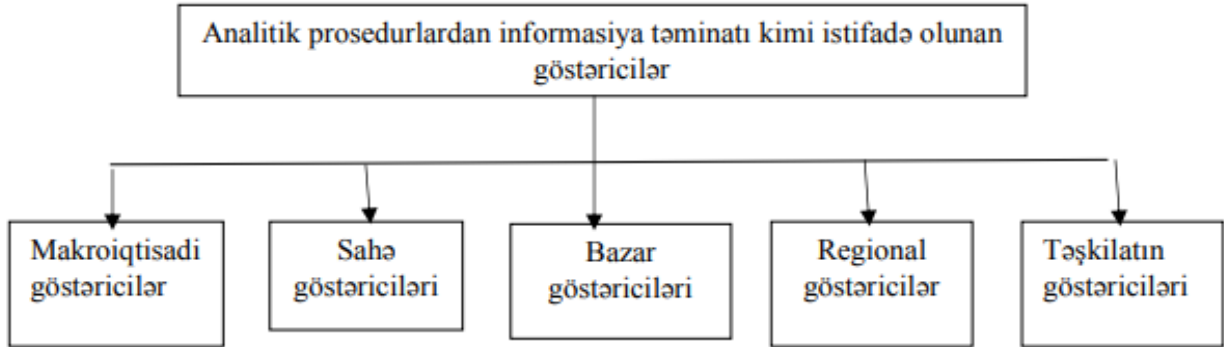 Analitik prosedurlardan informasiya təminatı kimi istifadə olunan
göstəricilər
Makroiqtisadi
göstəricilər
Sahə
göstəriciləri
Bazar
göstəriciləri
Regional
göstəricilər
Təşkilatın
göstəriciləri